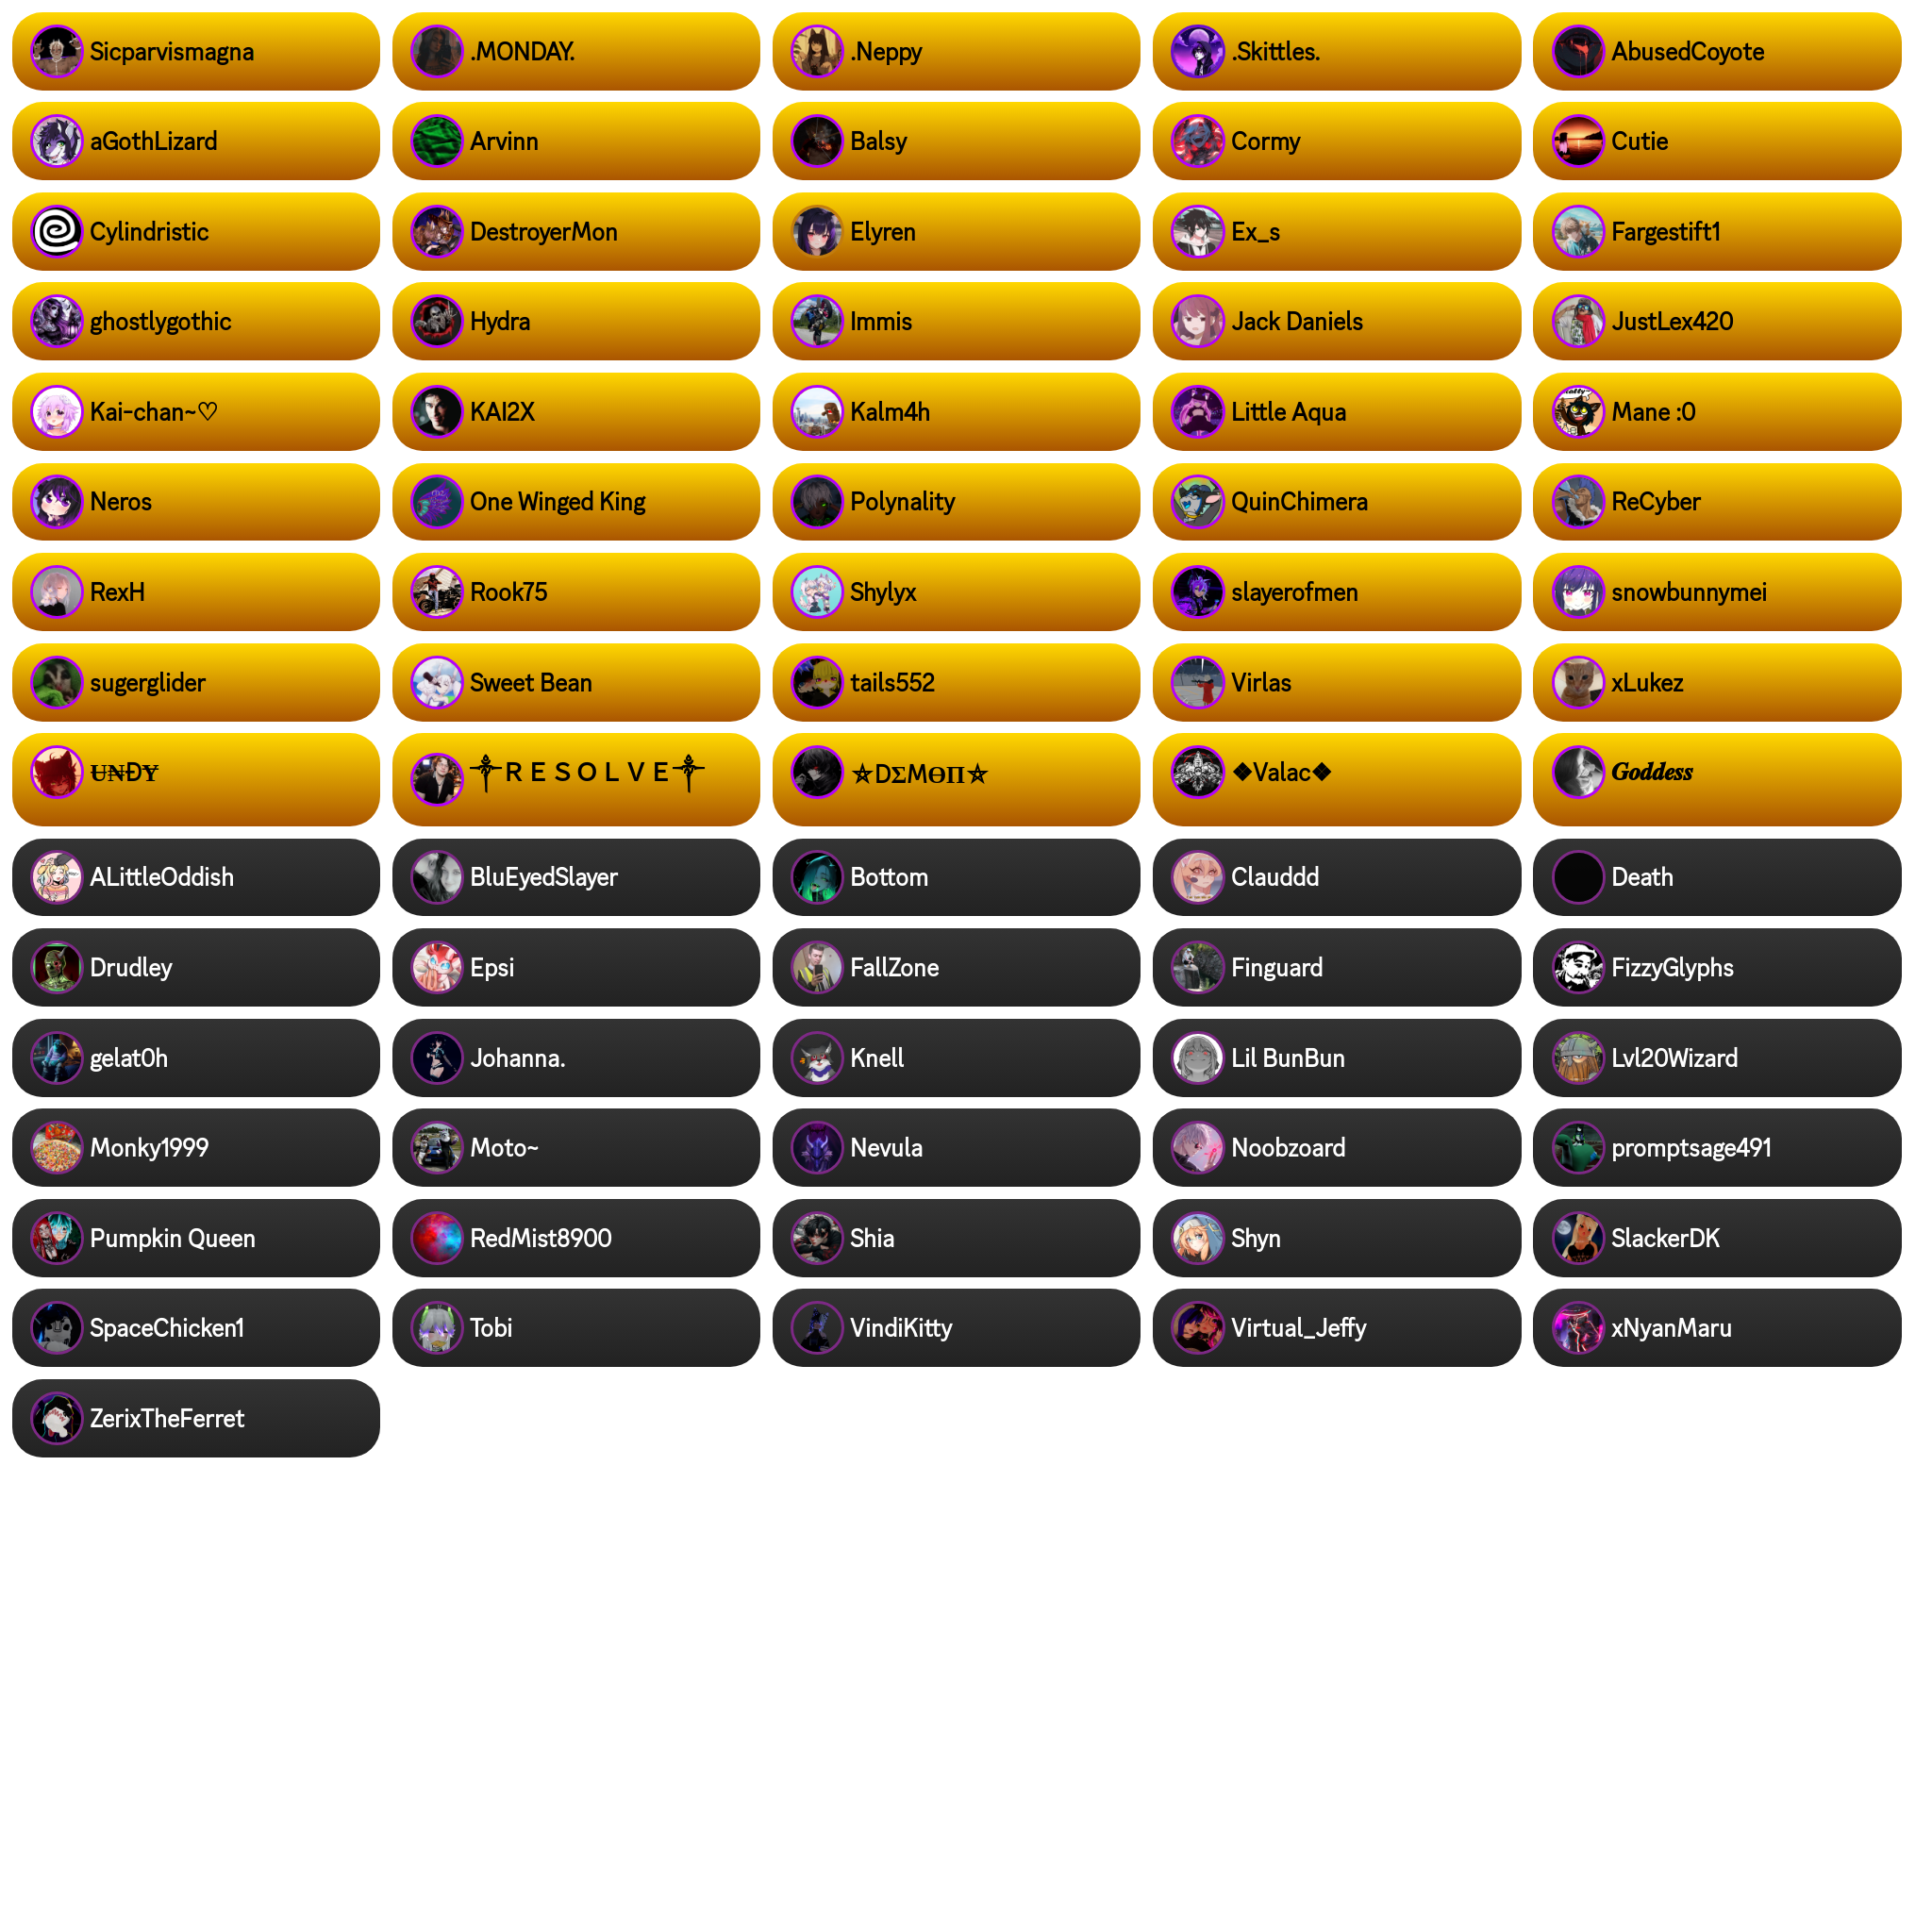 Sicparvismagna
.MONDAY.
.Neppy
.Skittles.
AbusedCoyote
aGothLizard
Arvinn
Balsy
Cormy
Cutie
Cylindristic
DestroyerMon
Elyren
Ex_s
Fargestift1
ghostlygothic
Hydra
Immis
Jack Daniels
JustLex420
Kai-chan~♡
KAI2X
Kalm4h
Little Aqua
Mane :0
Neros
One Winged King
Polynality
QuinChimera
ReCyber
RexH
Rook75
Shylyx
slayerofmen
snowbunnymei
sugerglider
Sweet Bean
tails552
Virlas
xLukez
U̶N̶ĐY̶
༒ＲＥＳＯＬＶＥ༒
⛤DΣMӨΠ⛤
❖Valac❖
𝑮𝒐𝒅𝒅𝒆𝒔𝒔
ALittleOddish
BluEyedSlayer
Bottom
Clauddd
Death
Drudley
Epsi
FallZone
Finguard
FizzyGlyphs
gelat0h
Johanna.
Knell
Lil BunBun
Lvl20Wizard
Monky1999
Moto~
Nevula
Noobzoard
promptsage491
Pumpkin Queen
RedMist8900
Shia
Shyn
SlackerDK
SpaceChicken1
Tobi
VindiKitty
Virtual_Jeffy
xNyanMaru
ZerixTheFerret